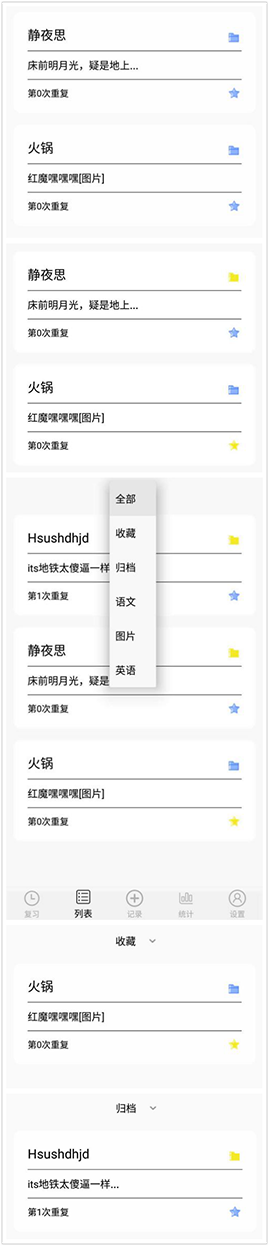 静夜思
床前明月光，疑是地上...
第0次重复
火锅
红魔嘿嘿嘿[图片]
第0次重复
静夜思
床前明月光，疑是地上...
第0次重复
火锅
红魔嘿嘿嘿[图片]
第0次重复
全部
收藏
归档
语文
图片
英语
Hsushdhjd
its地铁太傻逼一样
第1次重复
静夜思
床前明月光，疑是
第0次重复
火锅
红魔嘿嘿嘿[图片]
第0次重复
复习
列表
记录
统计
设置
收藏
火锅
红魔嘿嘿嘿[图片]
第0次重复
归档
Hsushdhjd
its地铁太傻逼一样...
第1次重复